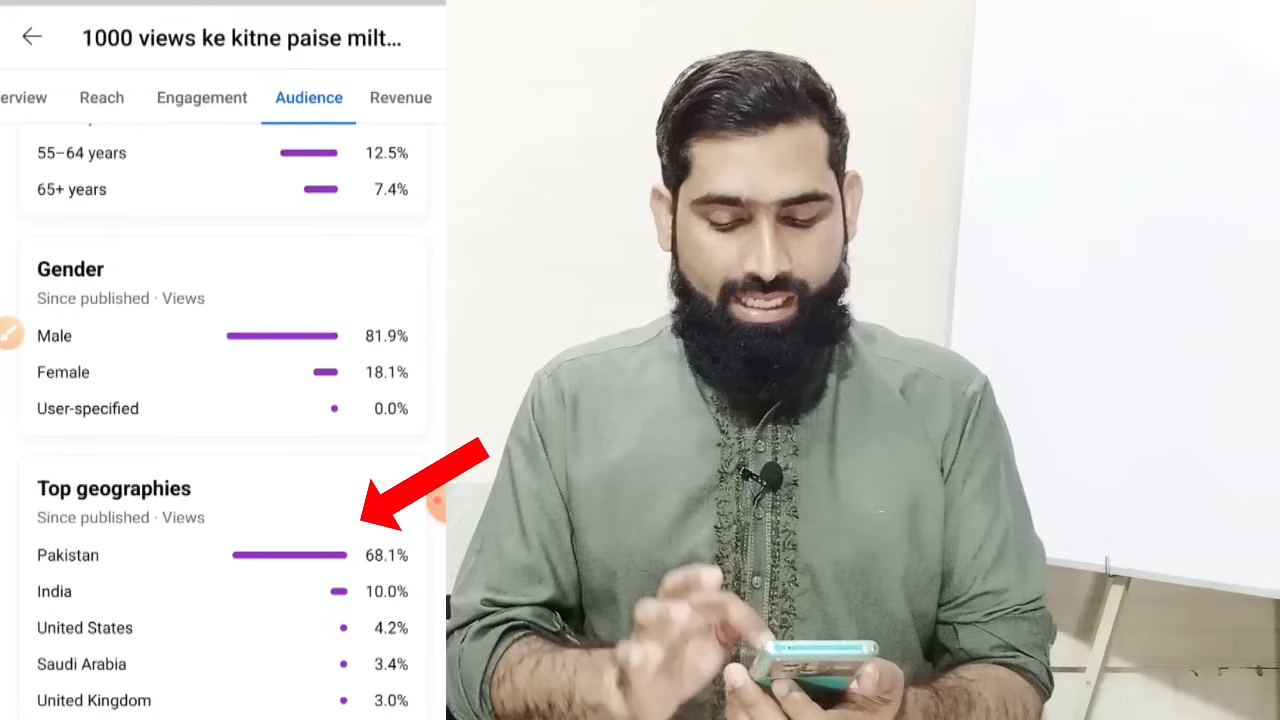 1000 views ke kitne paise milt...
erview Reach Engagement Audience Revenue
55–64 years 12.5%
65+ years 7.4%
Gender
Since published · Views
Male 81.9%
Female 18.1%
User-specified 0.0%
Top geographies
Since published · Views
Pakistan 68.1%
India 10.0%
United States 4.2%
Saudi Arabia 3.4%
United Kingdom 3.0%